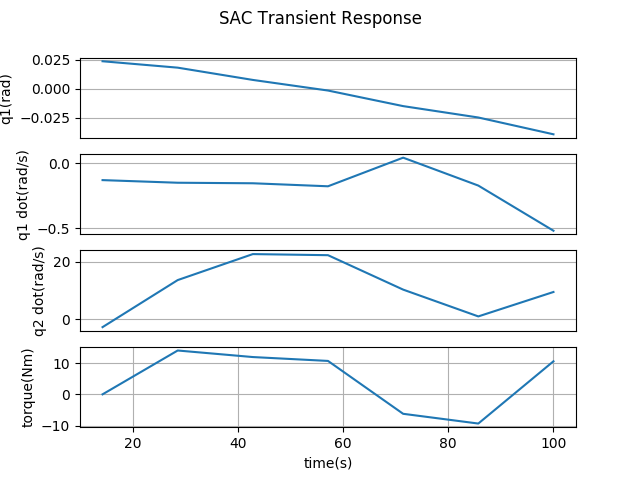 SAC Transient Response
0.025
0.000
−0.025
q1(rad)
0.0
−0.5
q1 dot(rad/s)
20
0
q2 dot(rad/s)
10
0
−10
torque(Nm)
20 40 60 80 100
time(s)